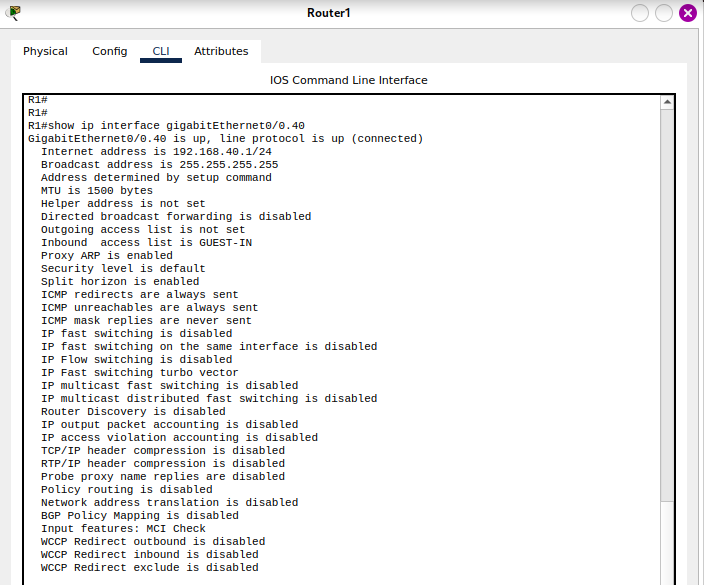 Router1
Physical Config CLI Attributes
IOS Command Line Interface
R1#
R1#
R1#show ip interface gigabitEthernet0/0.40
GigabitEthernet0/0.40 is up, line protocol is up (connected)
  Internet address is 192.168.40.1/24
  Broadcast address is 255.255.255.255
  Address determined by setup command
  MTU is 1500 bytes
  Helper address is not set
  Directed broadcast forwarding is disabled
  Outgoing access list is not set
  Inbound  access list is GUEST-IN
  Proxy ARP is enabled
  Security level is default
  Split horizon is enabled
  ICMP redirects are always sent
  ICMP unreachables are always sent
  ICMP mask replies are never sent
  IP fast switching is disabled
  IP fast switching on the same interface is disabled
  IP Flow switching is disabled
  IP Fast switching turbo vector
  IP multicast fast switching is disabled
  IP multicast distributed fast switching is disabled
  Router Discovery is disabled
  IP output packet accounting is disabled
  IP access violation accounting is disabled
  TCP/IP header compression is disabled
  RTP/IP header compression is disabled
  Probe proxy name replies are disabled
  Policy routing is disabled
  Network address translation is disabled
  BGP Policy Mapping is disabled
  Input features: MCI Check
  WCCP Redirect outbound is disabled
  WCCP Redirect inbound is disabled
  WCCP Redirect exclude is disabled